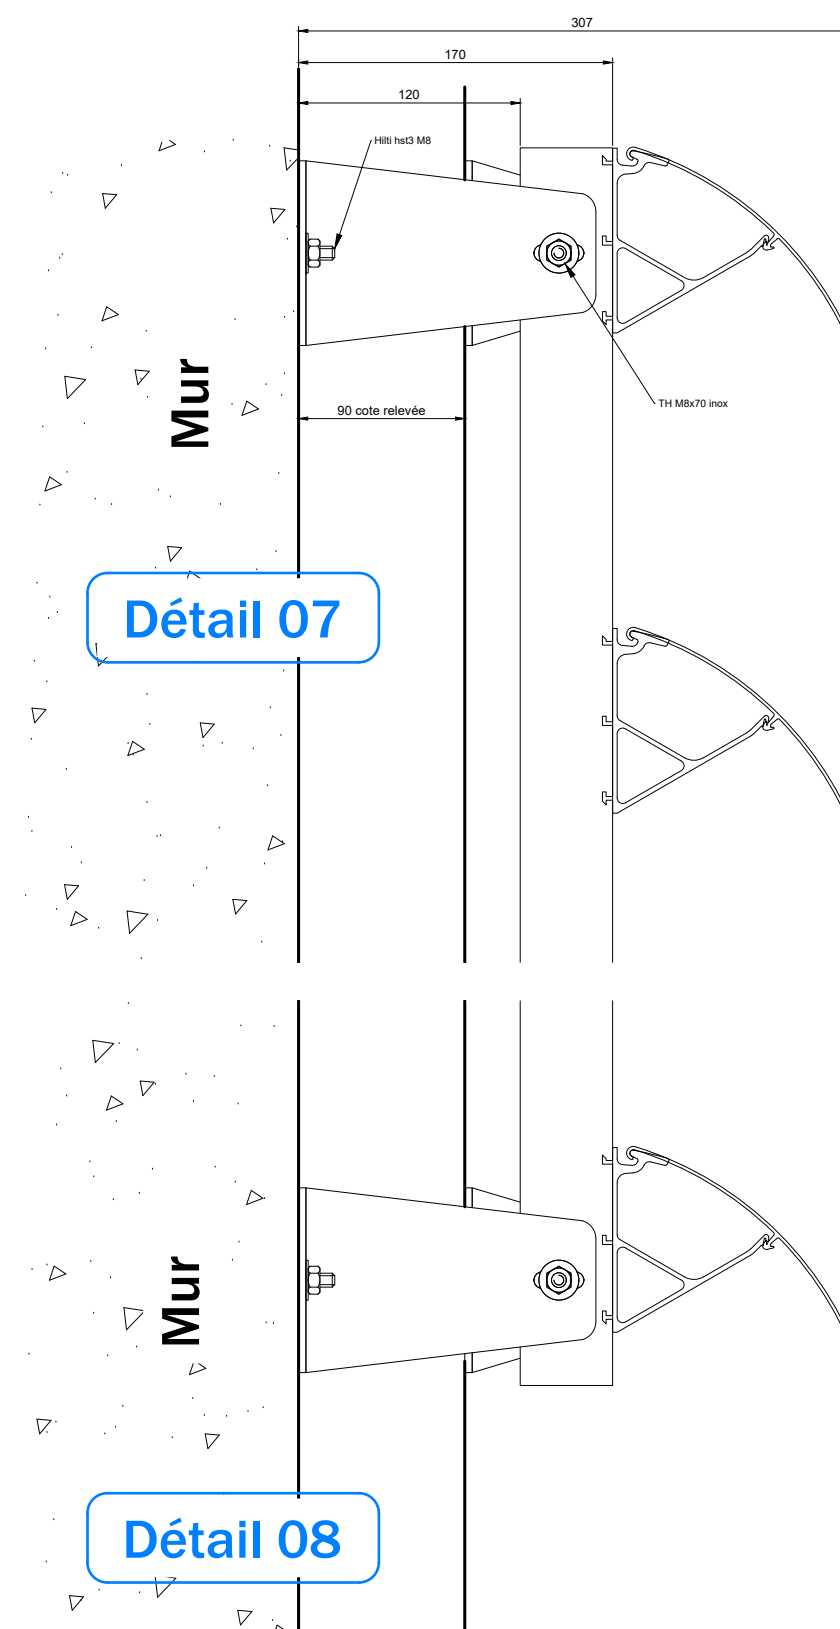 307
170
120
Hilti hst3 M8
Mur
90 cote relevée
TH M8x70 inox
Détail 07
Mur
Détail 08